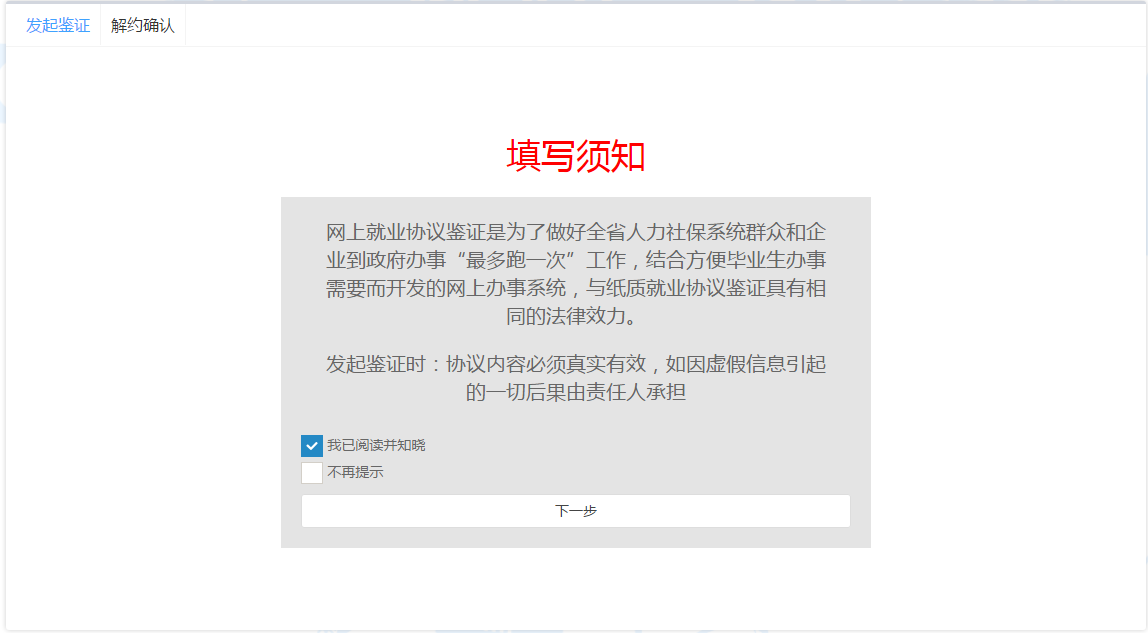 发起鉴证 解约确认
填写须知
网上就业协议鉴证是为了做好全省人力社保系统群众和企
业到政府办事“最多跑一次”工作，结合方便毕业生办事
需要而开发的网上办事系统，与纸质就业协议鉴证具有相
同的法律效力。
发起鉴证时：协议内容必须真实有效，如因虚假信息引起
的一切后果由责任人承担
我已阅读并知晓
不再提示
下一步